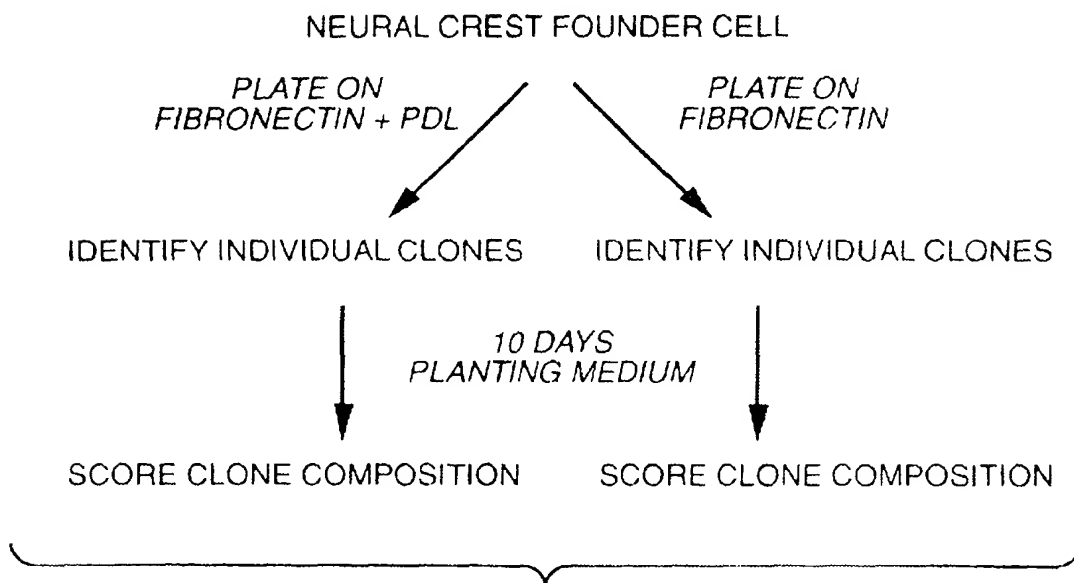 NEURAL CREST FOUNDER CELL
PLATE ON
FIBRONECTIN + PDL
PLATE ON
FIBRONECTIN
IDENTIFY INDIVIDUAL CLONES
IDENTIFY INDIVIDUAL CLONES
10 DAYS
PLANTING MEDIUM
SCORE CLONE COMPOSITION
SCORE CLONE COMPOSITION